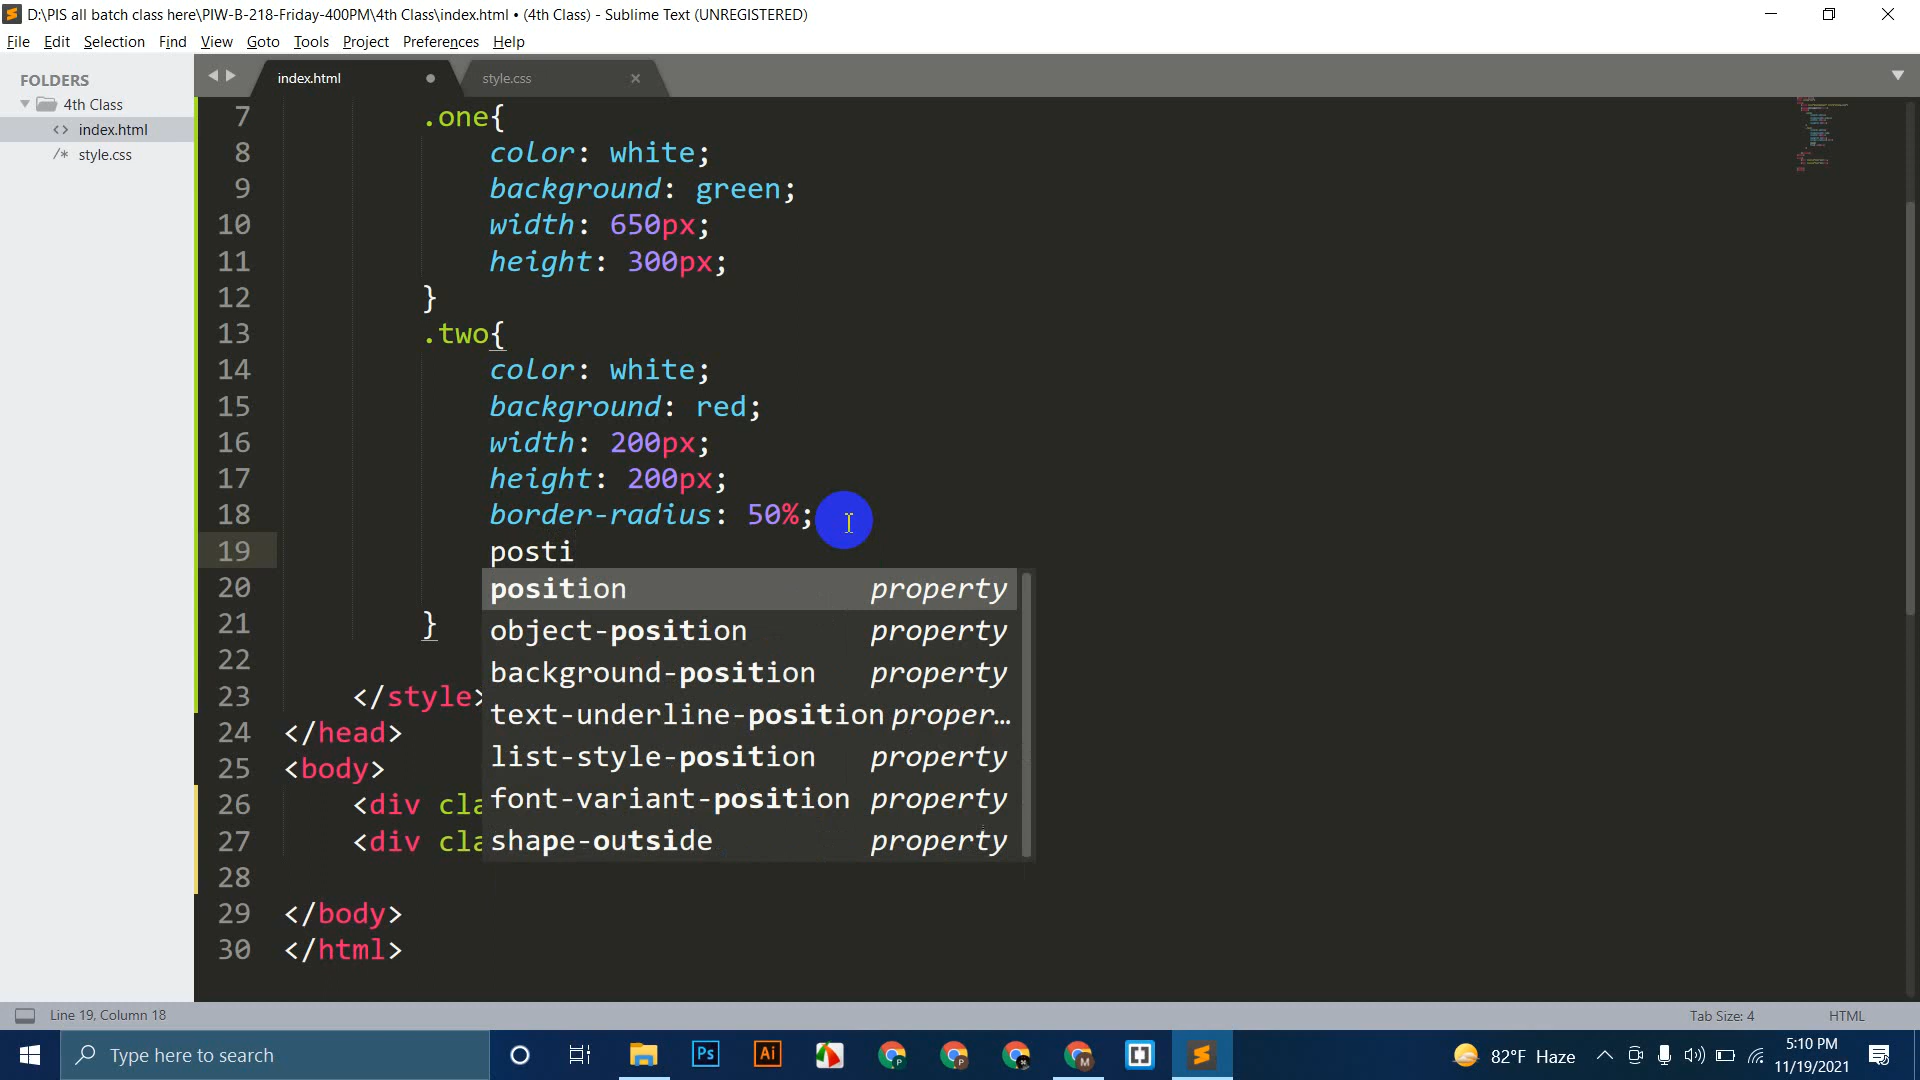 D:\PIS all batch class here\PIW-B-218-Friday-400PM\4th Class\index.html • (4th Class) - Sublime Text (UNREGISTERED)
File Edit Selection Find View Goto Tools Project Preferences Help
FOLDERS
4th Class
<> index.html
/* style.css
index.html
style.css
7 .one{
8 color: white;
9 background: green;
10 width: 650px;
11 height: 300px;
12 }
13 .two{
14 color: white;
15 background: red;
16 width: 200px;
17 height: 200px;
18 border-radius: 50%;
19 posti
20
21 }
22
23 </style>
24 </head>
25 <body>
26 <div cla
27 <div cla
28
29 </body>
30 </html>
position property
object-position property
background-position property
text-underline-position proper…
list-style-position property
font-variant-position property
shape-outside property
Line 19, Column 18
Tab Size: 4
HTML
Type here to search
Ps
Ai
82°F Haze
5:10 PM
11/19/2021